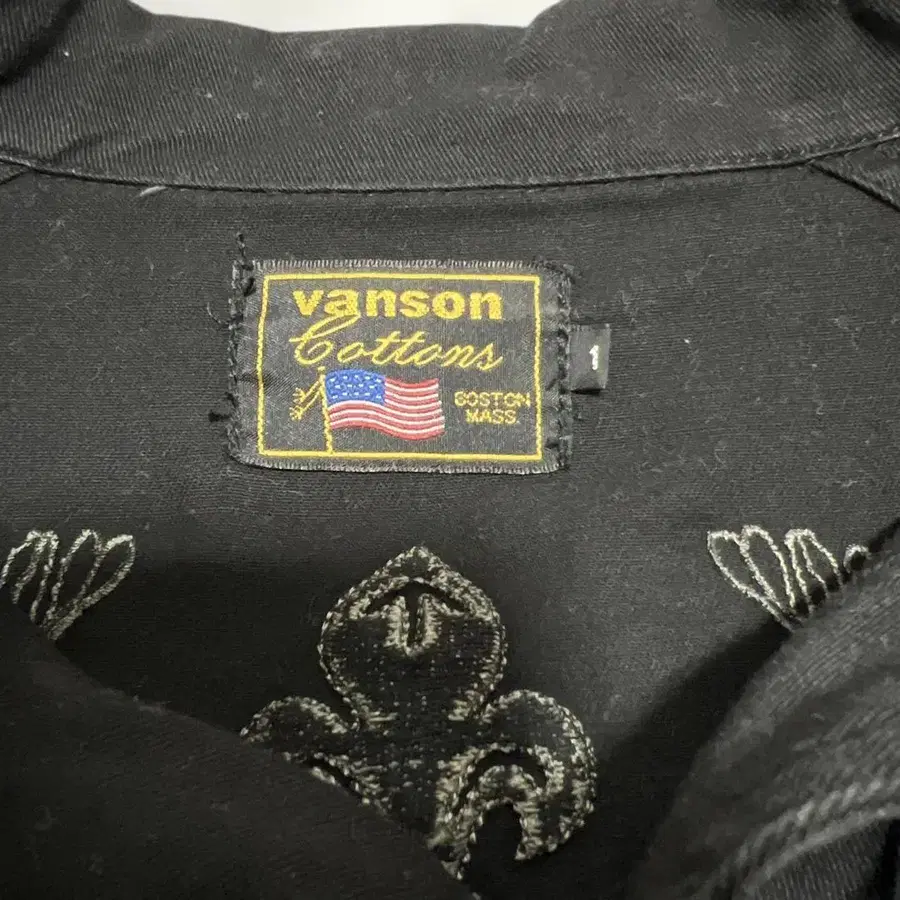 vanson
Cottons
BOSTON
MASS.
1